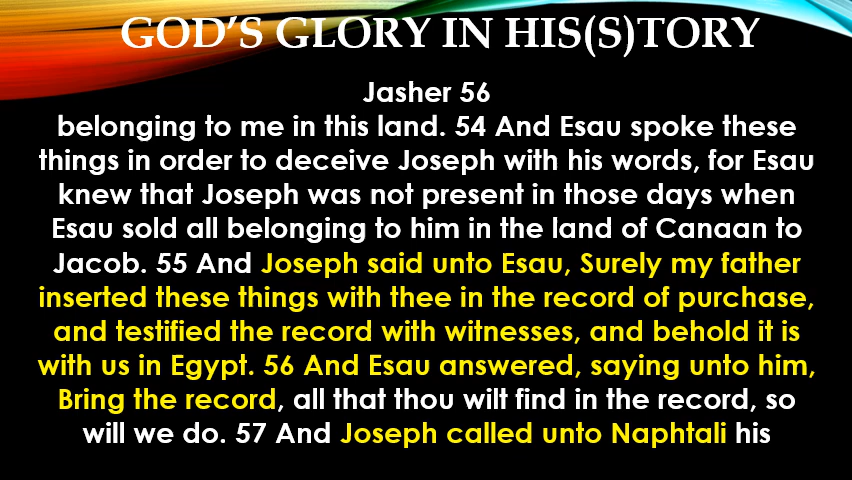 GOD'S GLORY IN HIS(S)TORY
Jasher 56
belonging to me in this land. 54 And Esau spoke these
things in order to deceive Joseph with his words, for Esau
knew that Joseph was not present in those days when
Esau sold all belonging to him in the land of Canaan to
Jacob. 55 And Joseph said unto Esau, Surely my father
inserted these things with thee in the record of purchase,
and testified the record with witnesses, and behold it is
with us in Egypt. 56 And Esau answered, saying unto him,
Bring the record, all that thou wilt find in the record, so
will we do. 57 And Joseph called unto Naphtali his